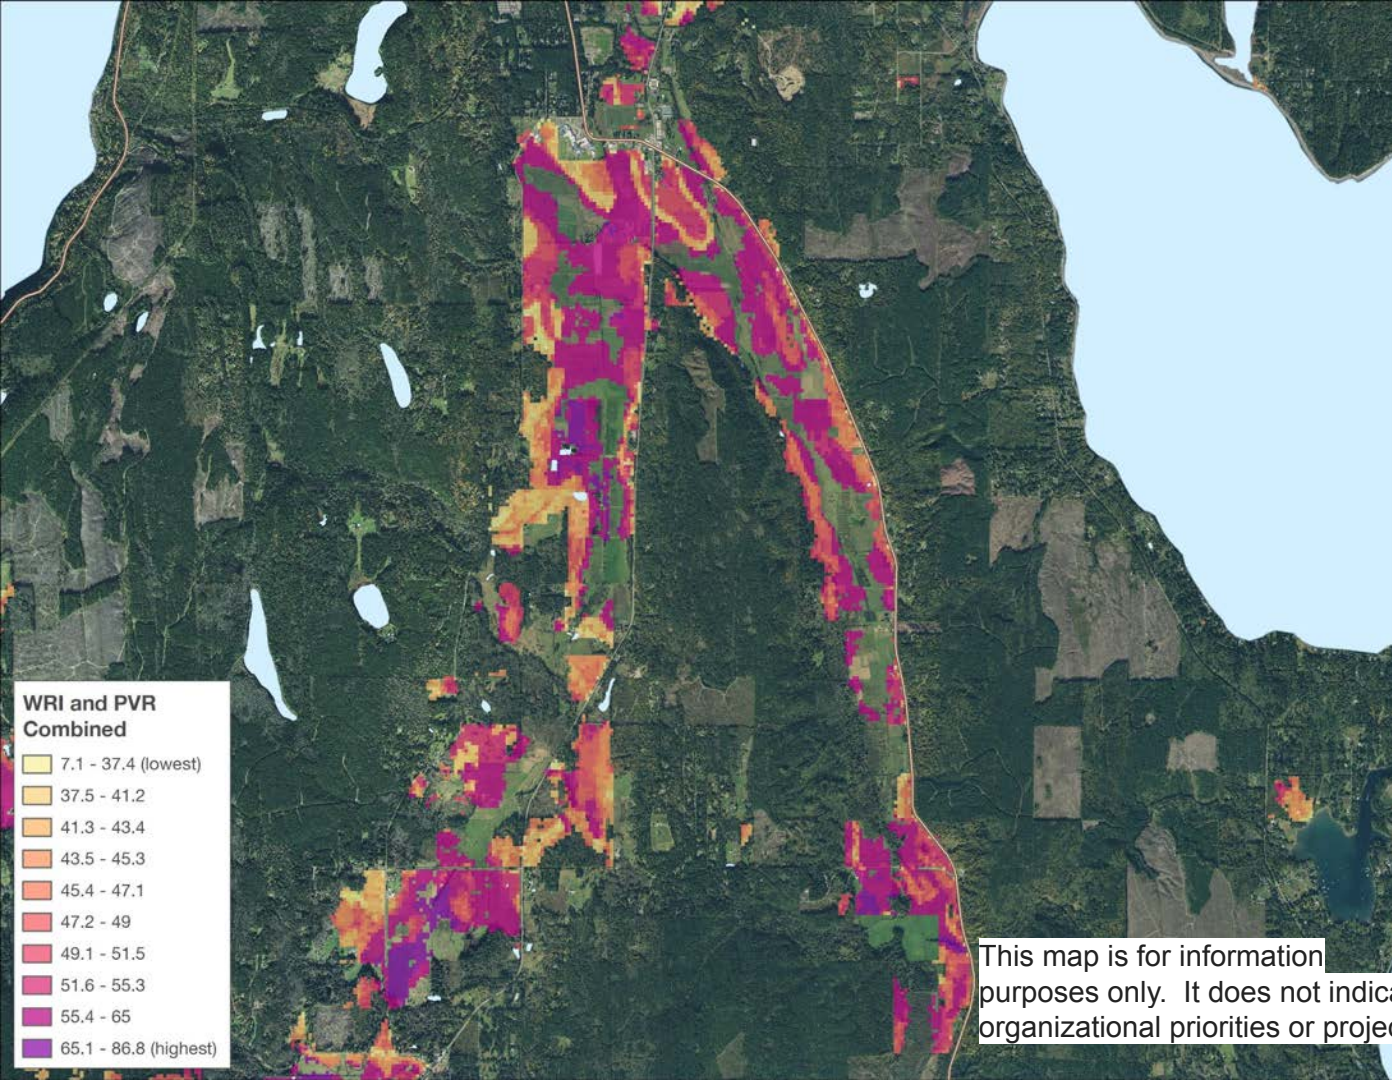 WRI and PVR
Combined
7.1 - 37.4 (lowest)
37.5 - 41.2
41.3 - 43.4
43.5 - 45.3
45.4 - 47.1
47.2 - 49
49.1 - 51.5
51.6 - 55.3
55.4 - 65
65.1 - 86.8 (highest)
This map is for information
purposes only. It does not indica
organizational priorities or projec